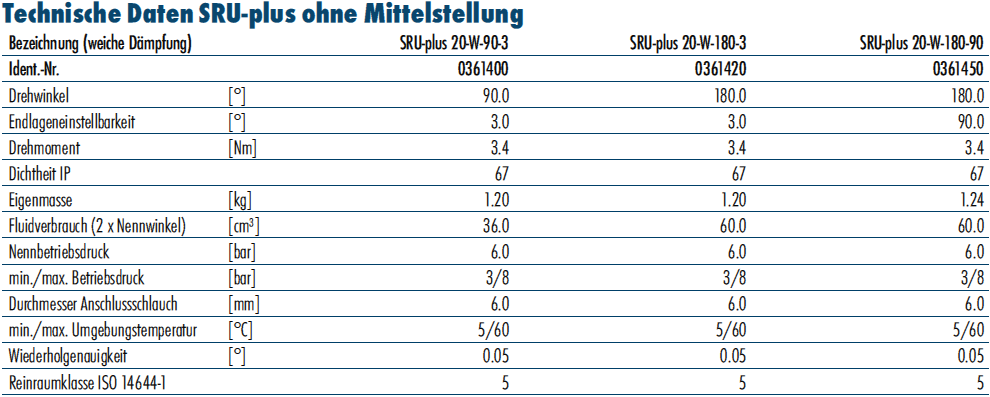 Technische Daten SRU-plus ohne Mittelstellung
Bezeichnung (weiche Dämpfung) SRU-plus 20-W-90-3 SRU-plus 20-W-180-3 SRU-plus 20-W-180-90
Ident.-Nr. 0361400 0361420 0361450
Drehwinkel [°] 90.0 180.0 180.0
Endlageneinstellbarkeit [°] 3.0 3.0 90.0
Drehmoment [Nm] 3.4 3.4 3.4
Dichtheit IP 67 67 67
Eigenmasse [kg] 1.20 1.20 1.24
Fluidverbrauch (2 x Nennwinkel) [cm³] 36.0 60.0 60.0
Nennbetriebsdruck [bar] 6.0 6.0 6.0
min./max. Betriebsdruck [bar] 3/8 3/8 3/8
Durchmesser Anschlussschlauch [mm] 6.0 6.0 6.0
min./max. Umgebungstemperatur [°C] 5/60 5/60 5/60
Wiederholgenauigkeit [°] 0.05 0.05 0.05
Reinraumklasse ISO 14644-1 5 5 5